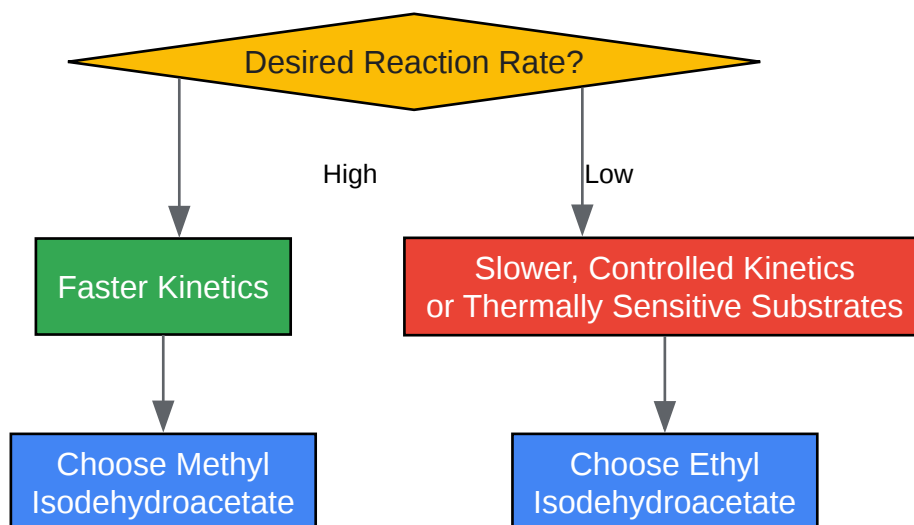 Desired Reaction Rate?
High
Low
Faster Kinetics
Slower, Controlled Kinetics
or Thermally Sensitive Substrates
Choose Methyl
Isodehydroacetate
Choose Ethyl
Isodehydroacetate